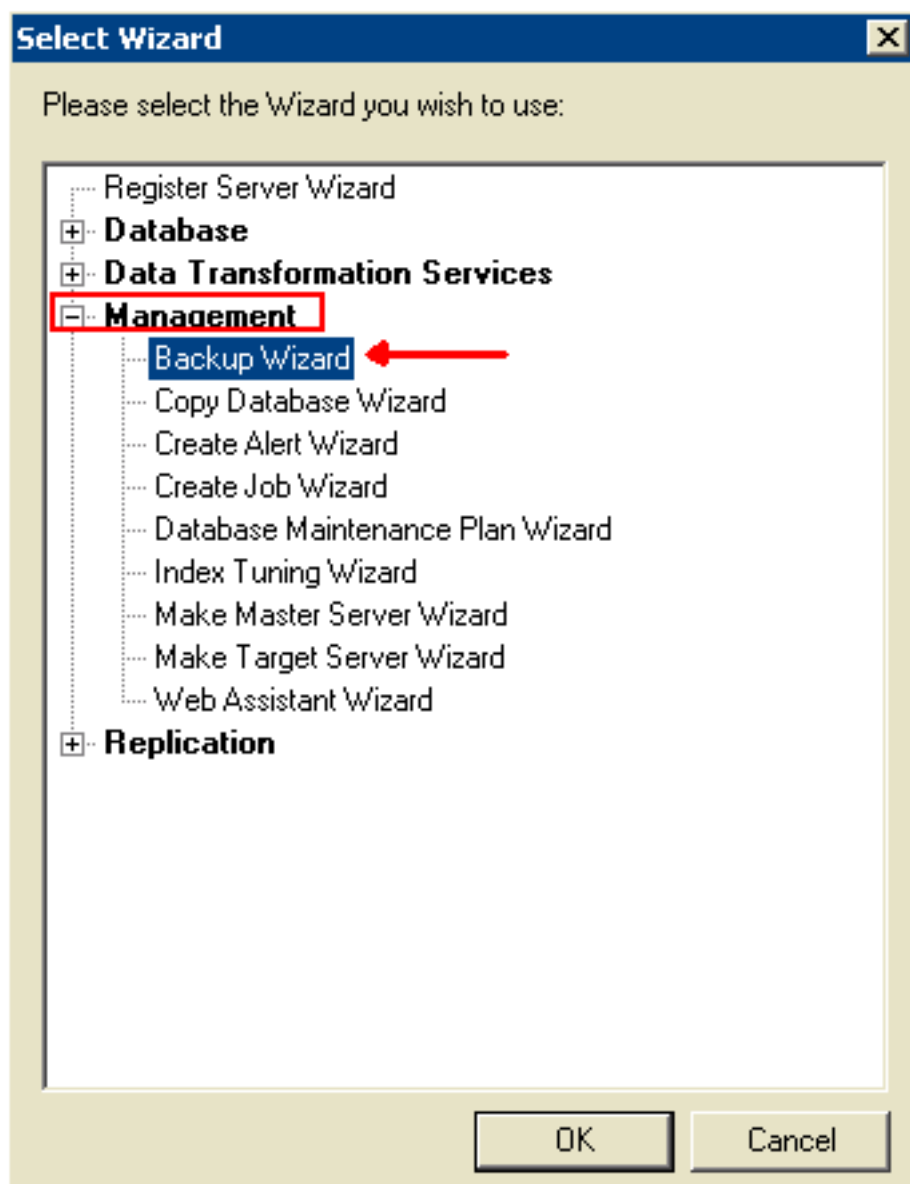 Select Wizard
Please select the Wizard you wish to use:
Register Server Wizard
Database
Data Transformation Services
Management
Backup Wizard
Copy Database Wizard
Create Alert Wizard
Create Job Wizard
Database Maintenance Plan Wizard
Index Tuning Wizard
Make Master Server Wizard
Make Target Server Wizard
Web Assistant Wizard
Replication
OK Cancel